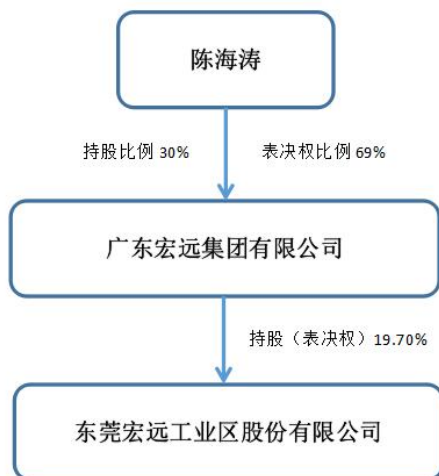 陈海涛
持股比例 30% 表决权比例 69%
广东宏远集团有限公司
持股（表决权）19.70%
东莞宏远工业区股份有限公司